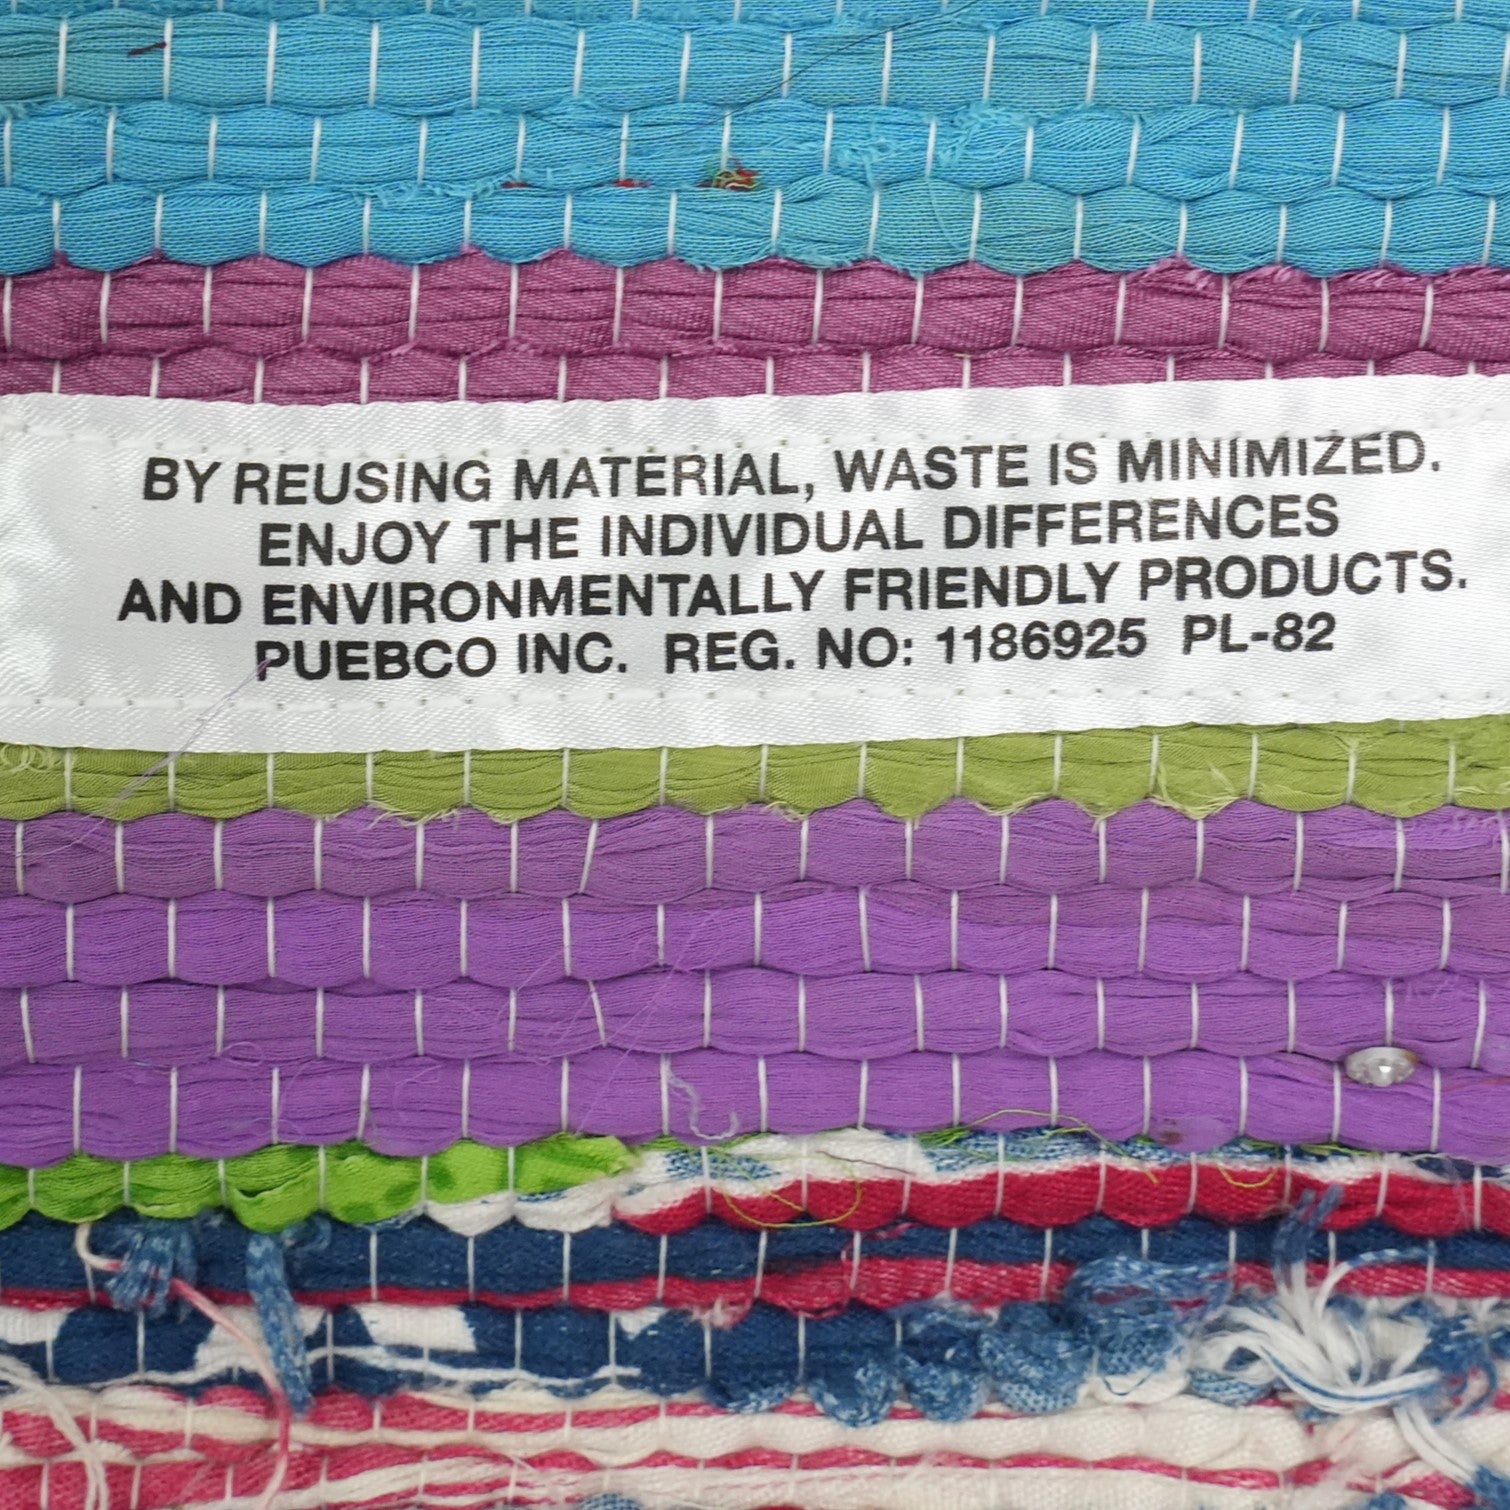 BY REUSING MATERIAL, WASTE IS MINIMIZED.
ENJOY THE INDIVIDUAL DIFFERENCES
AND ENVIRONMENTALLY FRIENDLY PRODUCTS.
PUEBCO INC. REG. NO: 1186925 PL-82